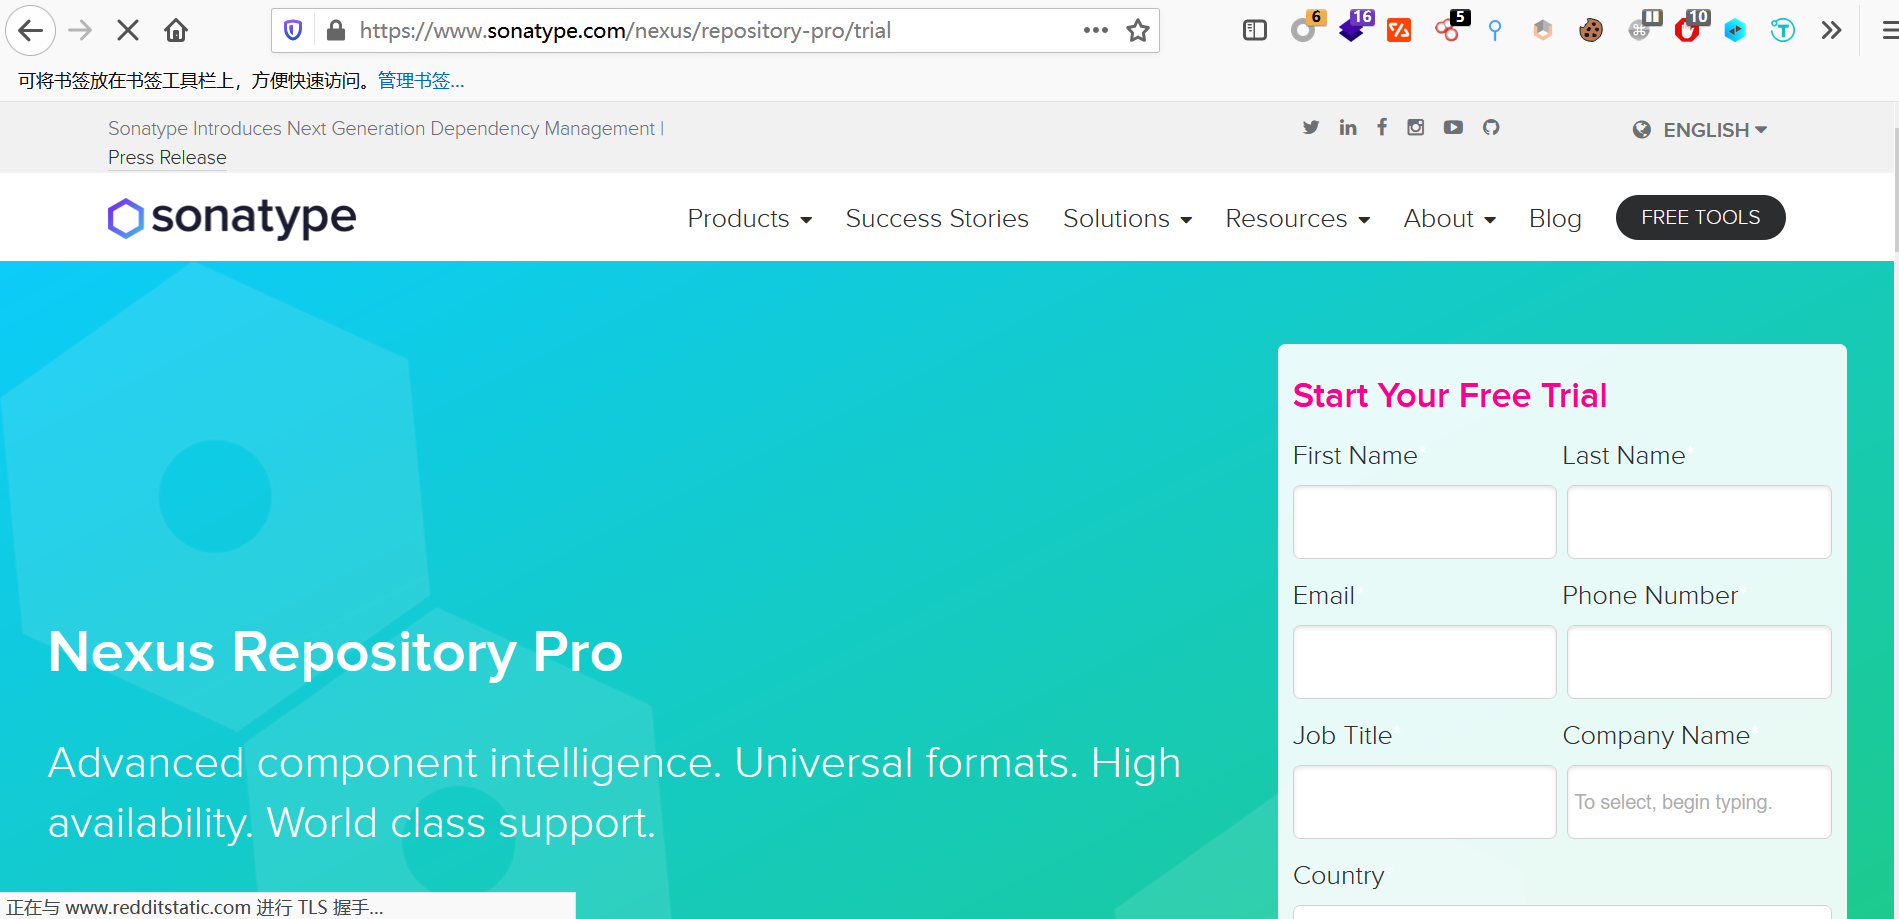 https://www.sonatype.com/nexus/repository-pro/trial
6
16
5
10
可将书签放在书签工具栏上，方便快速访问。管理书签...
Sonatype Introduces Next Generation Dependency Management |
Press Release
ENGLISH
sonatype
Products
Success Stories
Solutions
Resources
About
Blog
FREE TOOLS
Nexus Repository Pro
Advanced component intelligence. Universal formats. High
availability. World class support.
Start Your Free Trial
First Name*
Last Name*
Email*
Phone Number*
Job Title*
Company Name*
To select, begin typing.
Country*
正在与 www.redditstatic.com 进行 TLS 握手...